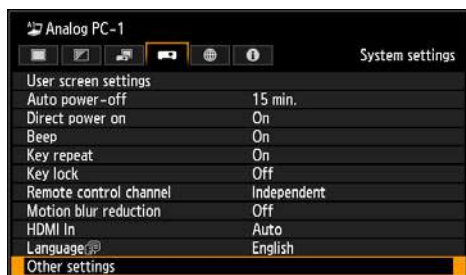 Analog PC-1
System settings
User screen settings
Auto power-off 15 min.
Direct power on On
Beep On
Key repeat On
Key lock Off
Remote control channel Independent
Motion blur reduction Off
HDMI In Auto
Language English
Other settings